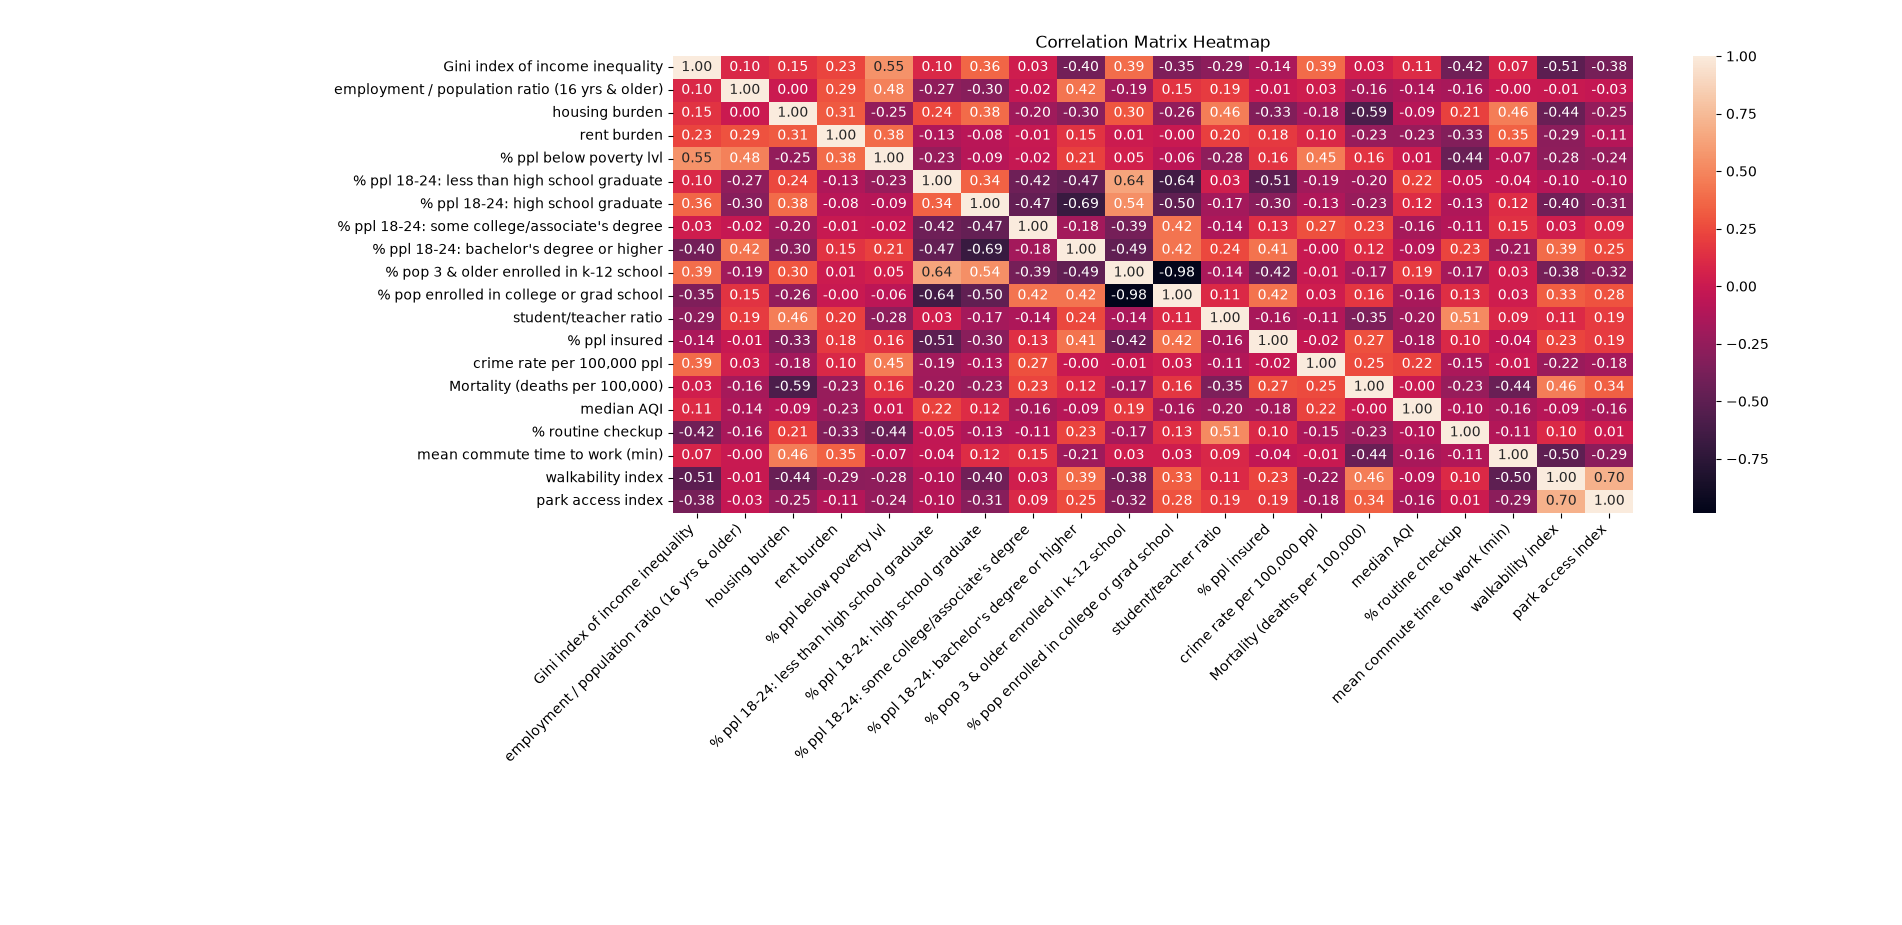 Correlation Matrix Heatmap
Gini index of income inequality 1.00 0.10 0.15 0.23 0.55 0.10 0.36 0.03 -0.40 0.39 -0.35 -0.29 -0.14 0.39 0.03 0.11 -0.42 0.07 -0.51 -0.38
employment / population ratio (16 yrs & older) 0.10 1.00 0.00 0.29 0.48 -0.27 -0.30 -0.02 0.42 -0.19 0.15 0.19 -0.01 0.03 -0.16 -0.14 -0.16 -0.00 -0.01 -0.03
housing burden 0.15 0.00 1.00 0.31 -0.25 0.24 0.38 -0.20 -0.30 0.30 -0.26 0.46 -0.33 -0.18 -0.59 -0.09 0.21 0.46 -0.44 -0.25
rent burden 0.23 0.29 0.31 1.00 0.38 -0.13 -0.08 -0.01 0.15 0.01 -0.00 0.20 0.18 0.10 -0.23 -0.23 -0.33 0.35 -0.29 -0.11
% ppl below poverty lvl 0.55 0.48 -0.25 0.38 1.00 -0.23 -0.09 -0.02 0.21 0.05 -0.06 -0.28 0.16 0.45 0.16 0.01 -0.44 -0.07 -0.28 -0.24
% ppl 18-24: less than high school graduate 0.10 -0.27 0.24 -0.13 -0.23 1.00 0.34 -0.42 -0.47 0.64 -0.64 0.03 -0.51 -0.19 -0.20 0.22 -0.05 -0.04 -0.10 -0.10
% ppl 18-24: high school graduate 0.36 -0.30 0.38 -0.08 -0.09 0.34 1.00 -0.47 -0.69 0.54 -0.50 -0.17 -0.30 -0.13 -0.23 0.12 -0.13 0.12 -0.40 -0.31
% ppl 18-24: some college/associate's degree 0.03 -0.02 -0.20 -0.01 -0.02 -0.42 -0.47 1.00 -0.18 -0.39 0.42 -0.14 0.13 0.27 0.23 -0.16 -0.11 0.15 0.03 0.09
% ppl 18-24: bachelor's degree or higher -0.40 0.42 -0.30 0.15 0.21 -0.47 -0.69 -0.18 1.00 -0.49 0.42 0.24 0.41 -0.00 0.12 -0.09 0.23 -0.21 0.39 0.25
% pop 3 & older enrolled in k-12 school 0.39 -0.19 0.30 0.01 0.05 0.64 0.54 -0.39 -0.49 1.00 -0.98 -0.14 -0.42 -0.01 -0.17 0.19 -0.17 0.03 -0.38 -0.32
% pop enrolled in college or grad school -0.35 0.15 -0.26 -0.00 -0.06 -0.64 -0.50 0.42 0.42 -0.98 1.00 0.11 0.42 0.03 0.16 -0.16 0.13 0.03 0.33 0.28
student/teacher ratio -0.29 0.19 0.46 0.20 -0.28 0.03 -0.17 -0.14 0.24 -0.14 0.11 1.00 -0.16 -0.11 -0.35 -0.20 0.51 0.09 0.11 0.19
% ppl insured -0.14 -0.01 -0.33 0.18 0.16 -0.51 -0.30 0.13 0.41 -0.42 0.42 -0.16 1.00 -0.02 0.27 -0.18 0.10 -0.04 0.23 0.19
crime rate per 100,000 ppl 0.39 0.03 -0.18 0.10 0.45 -0.19 -0.13 0.27 -0.00 -0.01 0.03 -0.11 -0.02 1.00 0.25 0.22 -0.15 -0.01 -0.22 -0.18
Mortality (deaths per 100,000) 0.03 -0.16 -0.59 -0.23 0.16 -0.20 -0.23 0.23 0.12 -0.17 0.16 -0.35 0.27 0.25 1.00 -0.00 -0.23 -0.44 0.46 0.34
median AQI 0.11 -0.14 -0.09 -0.23 0.01 0.22 0.12 -0.16 -0.09 0.19 -0.16 -0.20 -0.18 0.22 -0.00 1.00 -0.10 -0.16 -0.09 -0.16
% routine checkup -0.42 -0.16 0.21 -0.33 -0.44 -0.05 -0.13 -0.11 0.23 -0.17 0.13 0.51 0.10 -0.15 -0.23 -0.10 1.00 -0.11 0.10 0.01
mean commute time to work (min) 0.07 -0.00 0.46 0.35 -0.07 -0.04 0.12 0.15 -0.21 0.03 0.03 0.09 -0.04 -0.01 -0.44 -0.16 -0.11 1.00 -0.50 -0.29
walkability index -0.51 -0.01 -0.44 -0.29 -0.28 -0.10 -0.40 0.03 0.39 -0.38 0.33 0.11 0.23 -0.22 0.46 -0.09 0.10 -0.50 1.00 0.70
park access index -0.38 -0.03 -0.25 -0.11 -0.24 -0.10 -0.31 0.09 0.25 -0.32 0.28 0.19 0.19 -0.18 0.34 -0.16 0.01 -0.29 0.70 1.00
Gini index of income inequality
employment / population ratio (16 yrs & older)
housing burden
rent burden
% ppl below poverty lvl
% ppl 18-24: less than high school graduate
% ppl 18-24: high school graduate
% ppl 18-24: some college/associate's degree
% ppl 18-24: bachelor's degree or higher
% pop 3 & older enrolled in k-12 school
% pop enrolled in college or grad school
student/teacher ratio
% ppl insured
crime rate per 100,000 ppl
Mortality (deaths per 100,000)
median AQI
% routine checkup
mean commute time to work (min)
walkability index
park access index
1.00
0.75
0.50
0.25
0.00
−0.25
−0.50
−0.75